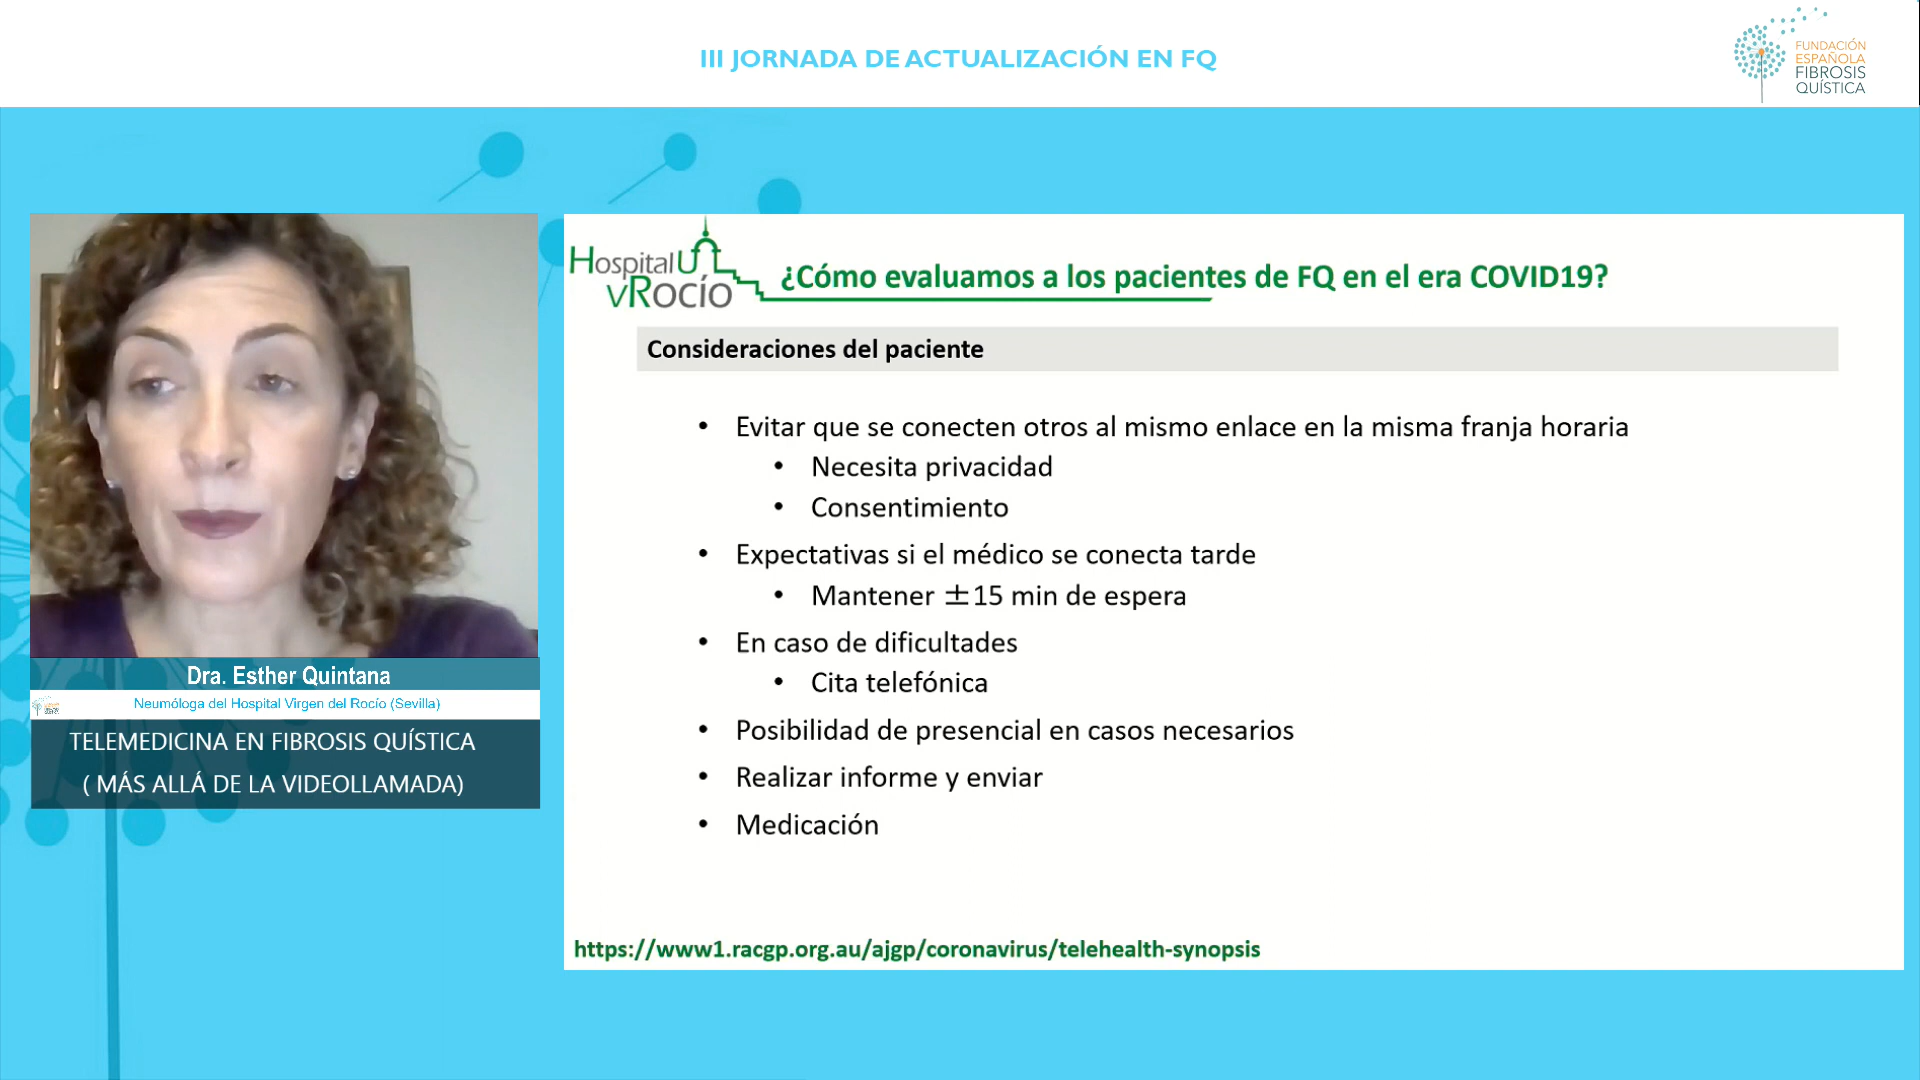 III JORNADA DE ACTUALIZACIÓN EN FQ
FUNDACIÓN
ESPAÑOLA
FIBROSIS
QUÍSTICA
Hospital U
vRocío
¿Cómo evaluamos a los pacientes de FQ en el era COVID19?
Consideraciones del paciente
• Evitar que se conecten otros al mismo enlace en la misma franja horaria
• Necesita privacidad
• Consentimiento
• Expectativas si el médico se conecta tarde
• Mantener ±15 min de espera
• En caso de dificultades
• Cita telefónica
• Posibilidad de presencial en casos necesarios
• Realizar informe y enviar
• Medicación
https://www1.racgp.org.au/ajgp/coronavirus/telehealth-synopsis
Dra. Esther Quintana
Neumóloga del Hospital Virgen del Rocío (Sevilla)
TELEMEDICINA EN FIBROSIS QUÍSTICA
( MÁS ALLÁ DE LA VIDEOLLAMADA)